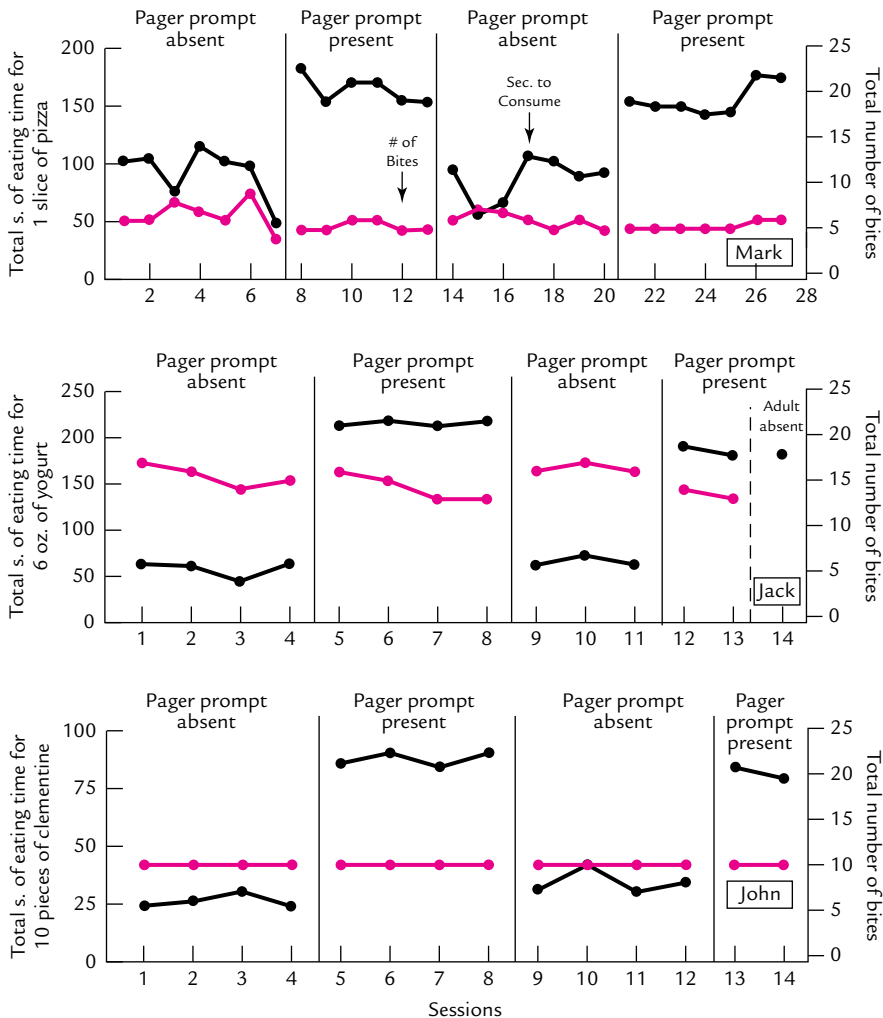 Pager prompt
absent
Pager prompt
present
Pager prompt
absent
Pager prompt
present
Total s. of eating time for
1 slice of pizza
200
150
100
50
0
# of
Bites
Sec. to
Consume
Mark
25
20
15
10
5
0
Total number of bites
2 4 6 8 10 12 14 16 18 20 22 24 26 28
Pager prompt
absent
Pager prompt
present
Pager prompt
absent
Pager prompt
present
Adult
absent
Total s. of eating time for
6 oz. of yogurt
250
200
150
100
50
0
Jack
25
20
15
10
5
0
Total number of bites
1 2 3 4 5 6 7 8 9 10 11 12 13 14
Pager prompt
absent
Pager prompt
present
Pager prompt
absent
Pager
prompt
present
Total s. of eating time for
10 pieces of clementine
100
75
50
25
0
John
25
20
15
10
5
0
Total number of bites
1 2 3 4 5 6 7 8 9 10 11 12 13 14
Sessions